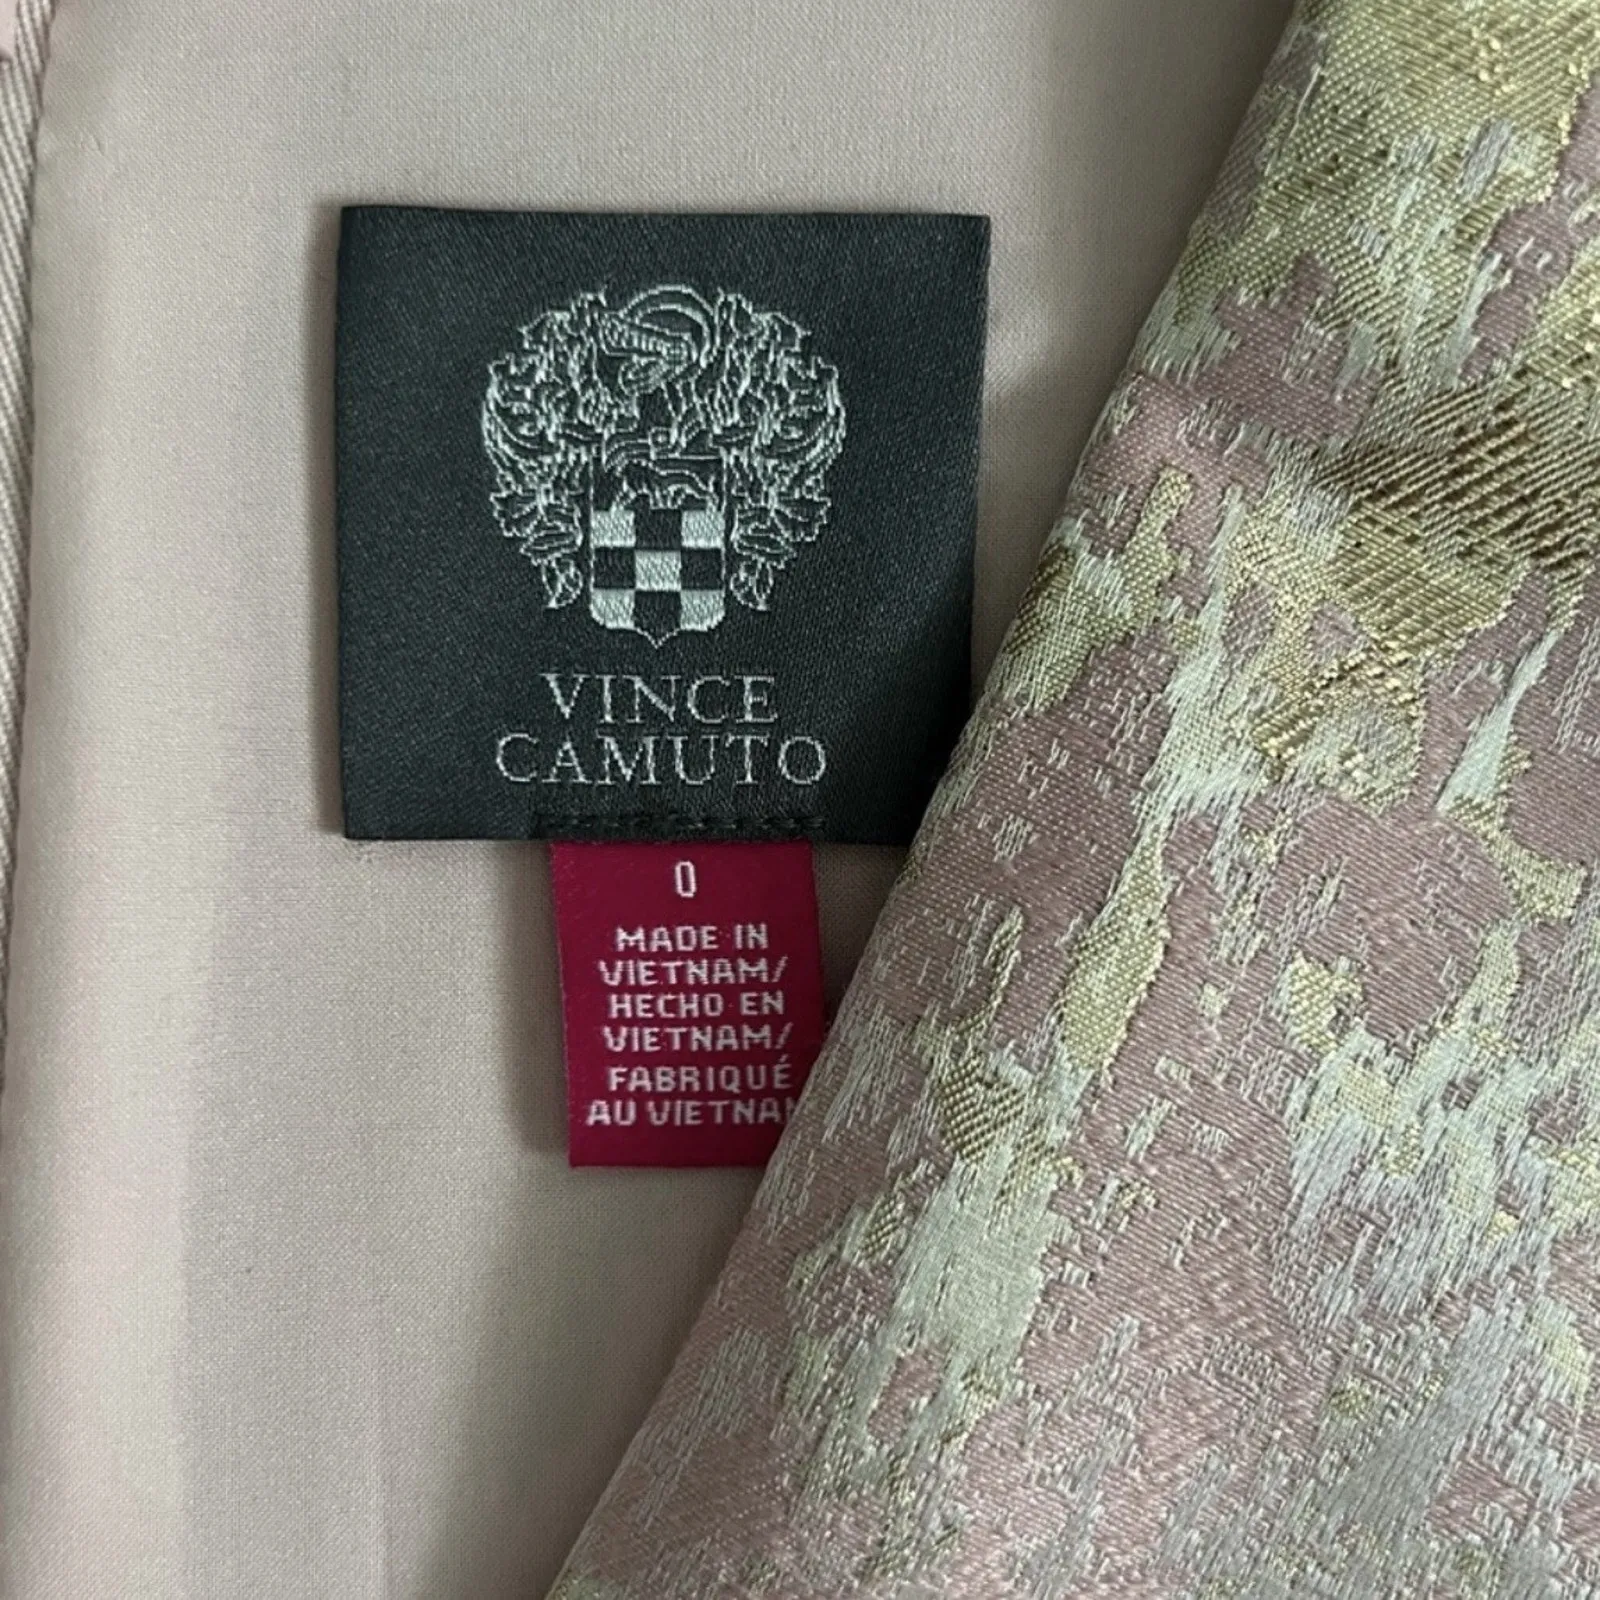 VINCE
CAMUTO
0
MADE IN
VIETNAM/
HECHO EN
VIETNAM/
FABRIQUÉ
AU VIETNAM